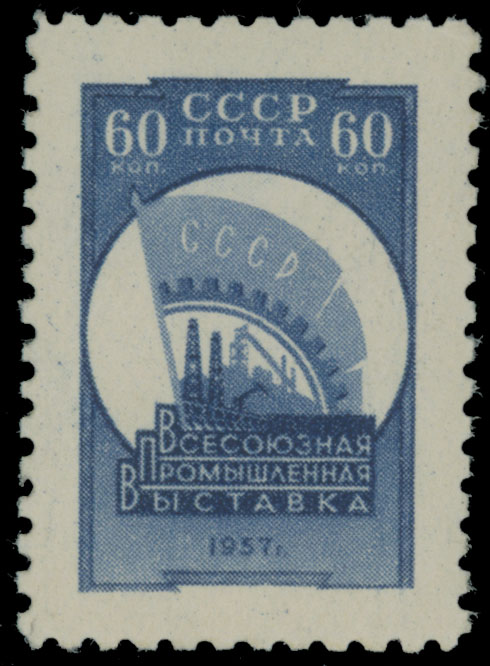 СССР
60 ПОЧТА 60
коп. коп.
СССР
ВСЕСОЮЗНАЯ
ПРОМЫШЛЕННАЯ
ВЫСТАВКА
1957г.